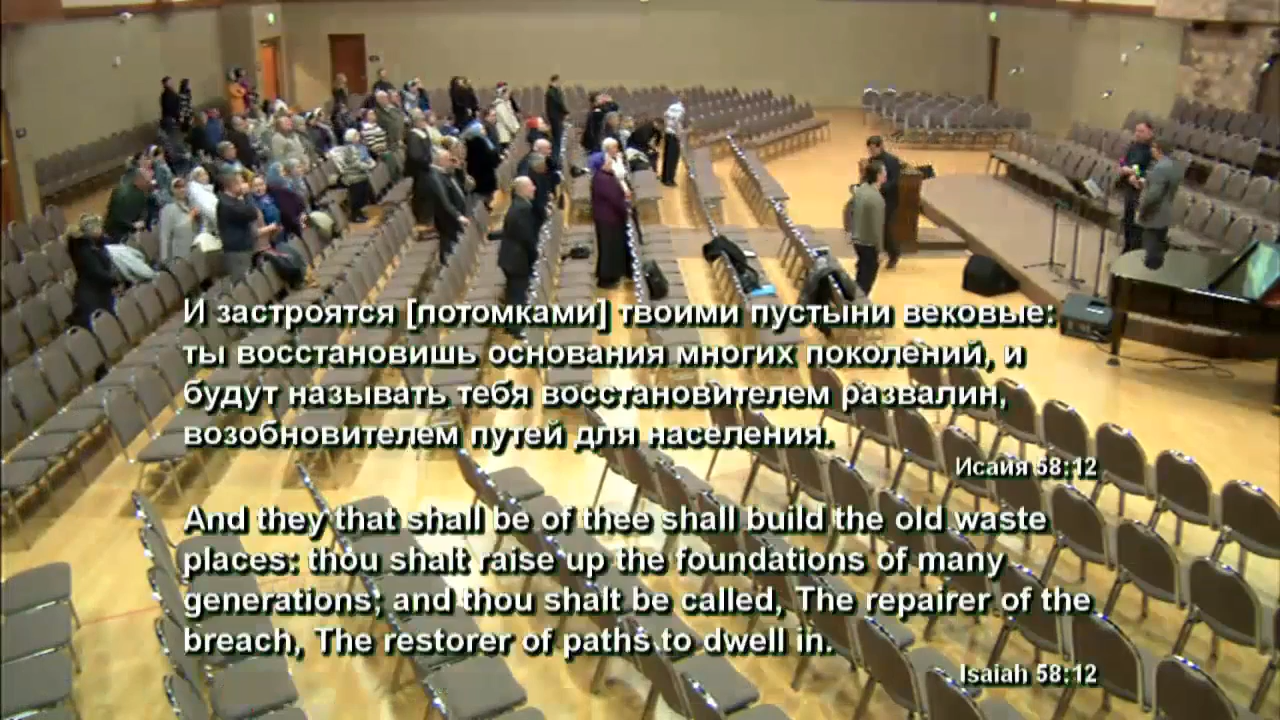 И застроятся [потомками] твоими пустыни вековые:
ты восстановишь основания многих поколений, и
будут называть тебя восстановителем развалин,
возобновителем путей для населения.
Исайя 58:12
And they that shall be of thee shall build the old waste
places: thou shalt raise up the foundations of many
generations; and thou shalt be called, The repairer of the
breach, The restorer of paths to dwell in.
Isaiah 58:12